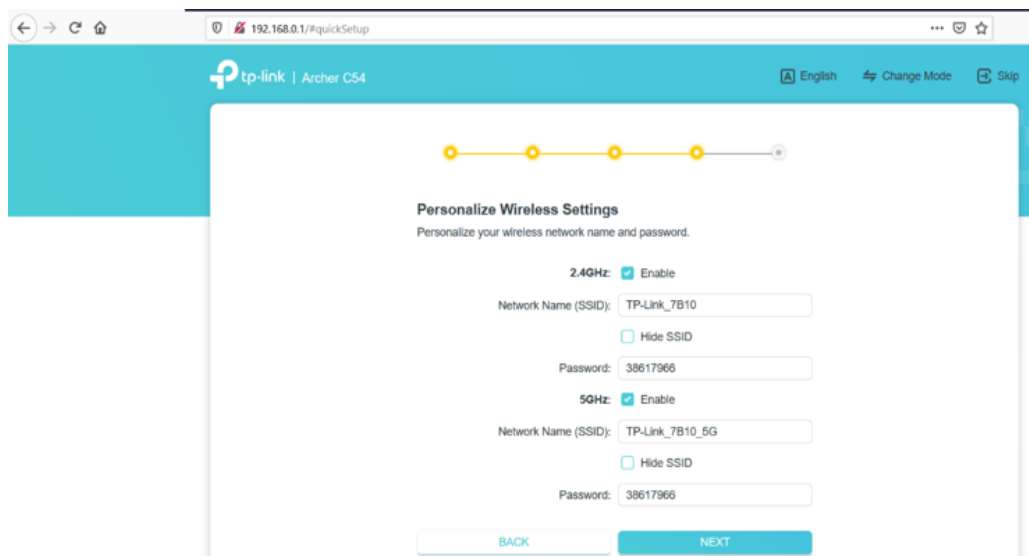 192.168.0.1/#quickSetup
tp-link | Archer C54
English
Change Mode
Skip
Personalize Wireless Settings
Personalize your wireless network name and password.
2.4GHz: Enable
Network Name (SSID): TP-Link_7B10
Hide SSID
Password: 38617966
5GHz: Enable
Network Name (SSID): TP-Link_7B10_5G
Hide SSID
Password: 38617966
BACK
NEXT